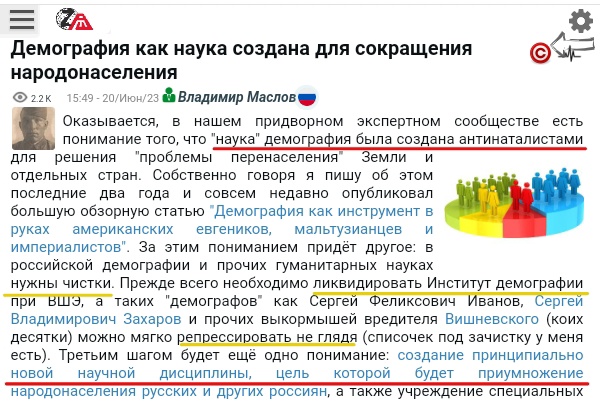 Демография как наука создана для сокращения
народонаселения
2.2 K 15:49 - 20/Июн/23 Владимир Маслов
Оказывается, в нашем придворном экспертном сообществе есть
понимание того, что "наука" демография была создана антинаталистами
для решения "проблемы перенаселения" Земли и
отдельных стран. Собственно говоря я пишу об этом
последние два года и совсем недавно опубликовал
большую обзорную статью "Демография как инструмент в
руках американских евгеников, мальтузианцев и
империалистов". За этим пониманием придёт другое: в
российской демографии и прочих гуманитарных науках
нужны чистки. Прежде всего необходимо ликвидировать Институт демографии
при ВШЭ, а таких "демографов" как Сергей Феликсович Иванов, Сергей
Владимирович Захаров и прочих выкормышей вредителя Вишневского (коих
десятки) можно мягко репрессировать не глядя (списочек под зачистку у меня
есть). Третьим шагом будет ещё одно понимание: создание принципиально
новой научной дисциплины, цель которой будет приумножение
народонаселения русских и других россиян, а также учреждение специальных